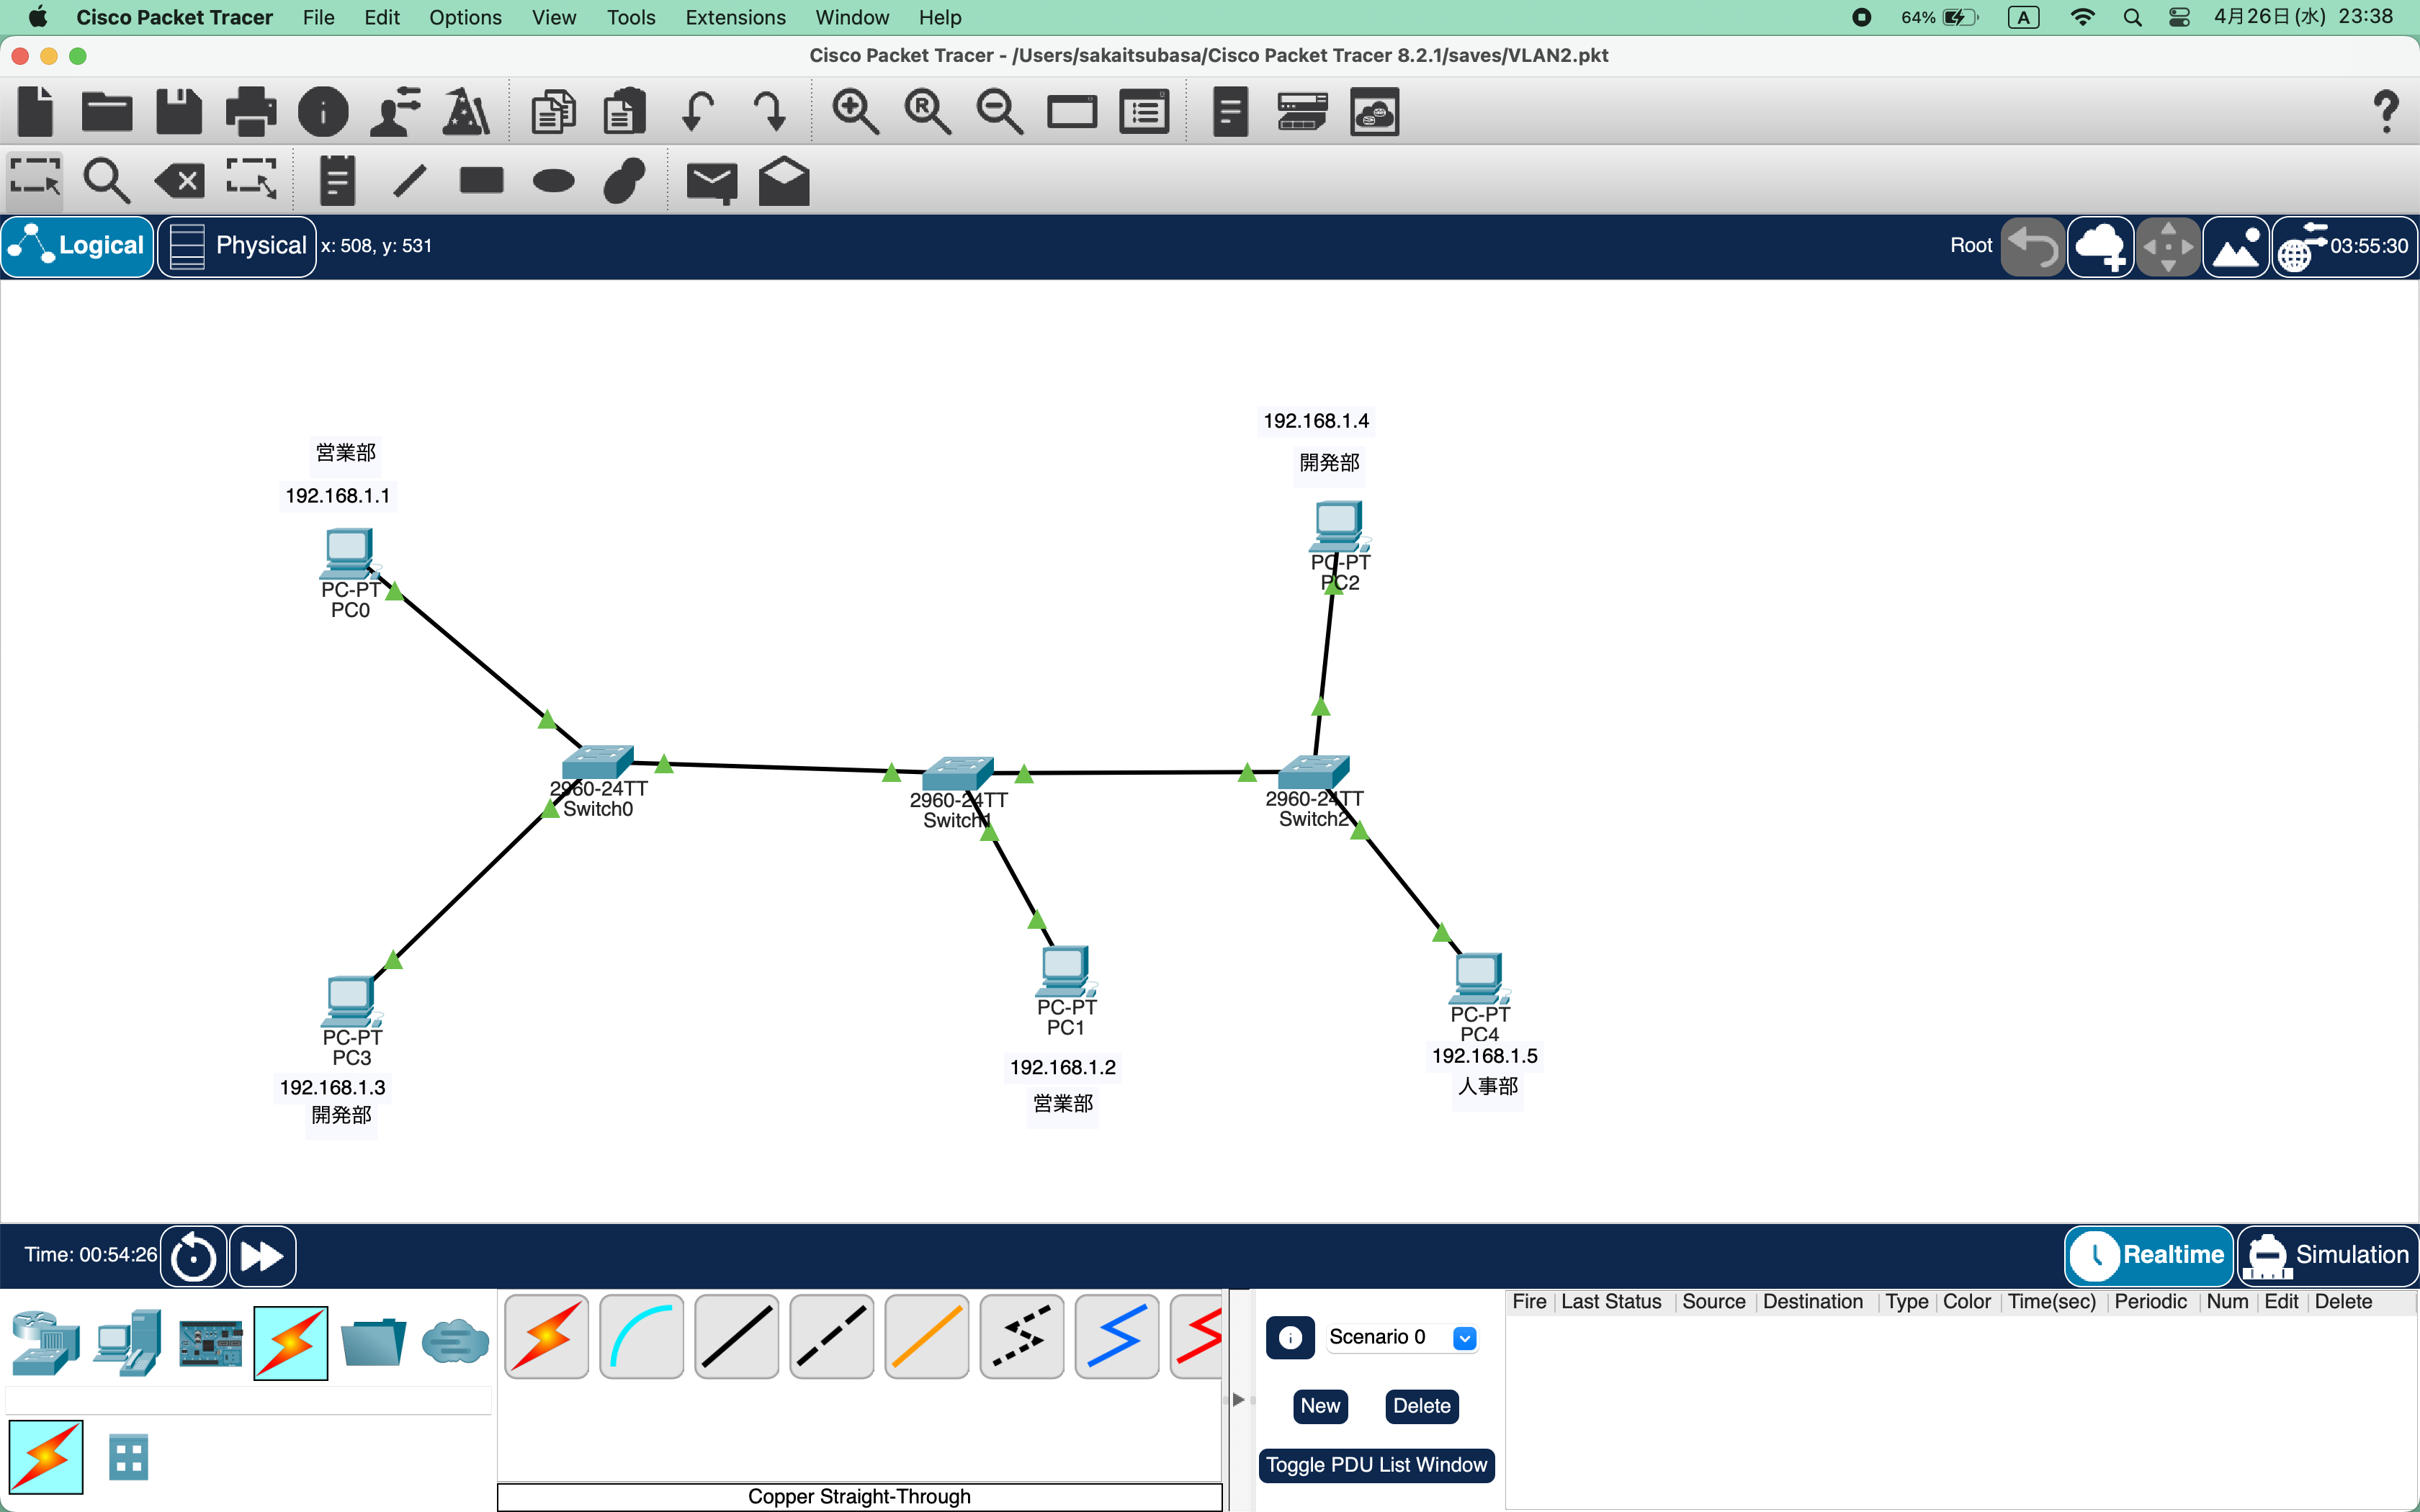 Cisco Packet Tracer File Edit Options View Tools Extensions Window Help 64% A 4月26日(水) 23:38
Cisco Packet Tracer - /Users/sakaitsubasa/Cisco Packet Tracer 8.2.1/saves/VLAN2.pkt
Logical Physical x: 508, y: 531 Root 03:55:30
192.168.1.4
開発部
営業部
192.168.1.1
PC-PT
PC2
PC-PT
PC0
2960-24TT
Switch0
2960-24TT
Switch1
2960-24TT
Switch2
PC-PT
PC1
192.168.1.2
営業部
PC-PT
PC4
192.168.1.5
人事部
PC-PT
PC3
192.168.1.3
開発部
Time: 00:54:26 Realtime Simulation
Scenario 0
New Delete
Toggle PDU List Window
Fire Last Status Source Destination Type Color Time(sec) Periodic Num Edit Delete
Copper Straight-Through